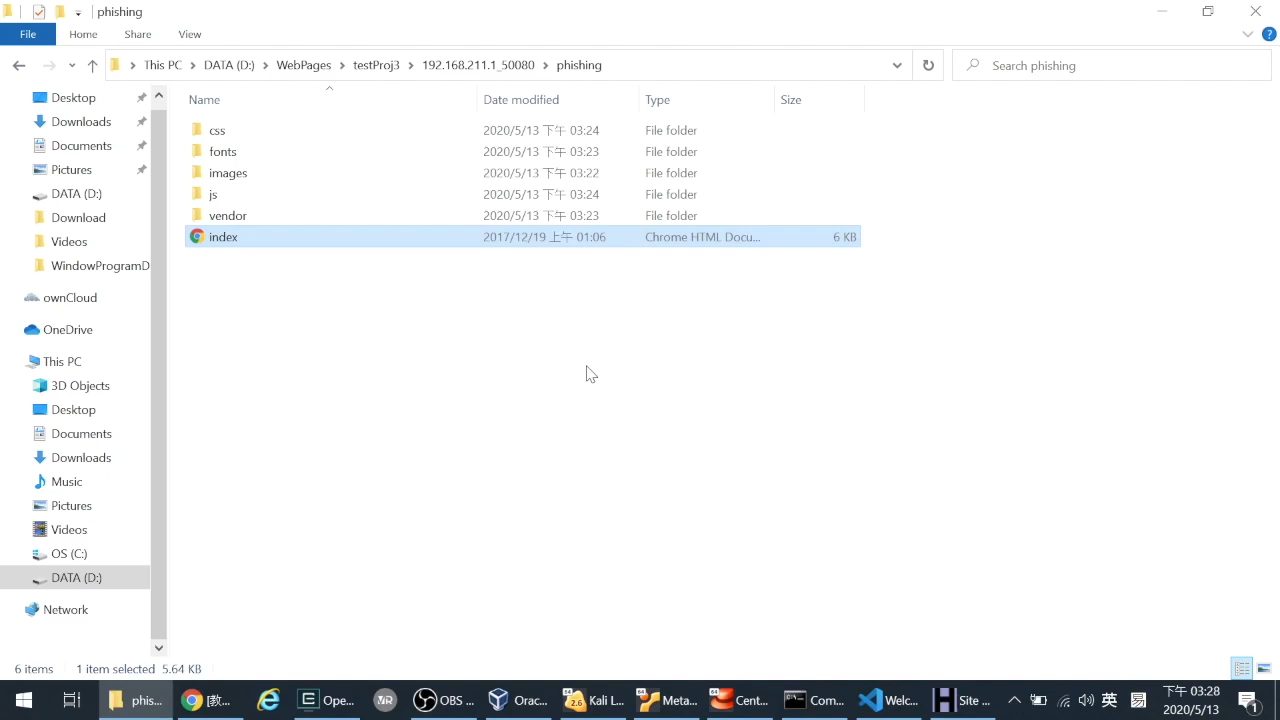 phishing
File Home Share View
This PC DATA (D:) WebPages testProj3 192.168.211.1_50080 phishing
Search phishing
Name Date modified Type Size
css 2020/5/13 下午 03:24 File folder
fonts 2020/5/13 下午 03:23 File folder
images 2020/5/13 下午 03:22 File folder
js 2020/5/13 下午 03:24 File folder
vendor 2020/5/13 下午 03:23 File folder
index 2017/12/19 上午 01:06 Chrome HTML Docu... 6 KB
Desktop
Downloads
Documents
Pictures
DATA (D:)
Download
Videos
WindowProgramD
ownCloud
OneDrive
This PC
3D Objects
Desktop
Documents
Downloads
Music
Pictures
Videos
OS (C:)
DATA (D:)
Network
6 items 1 item selected 5.64 KB
phis... [教... Ope... OBS ... Orac... Kali L... Meta... Cent... Com... Welc... Site ... 英 下午 03:28
2020/5/13